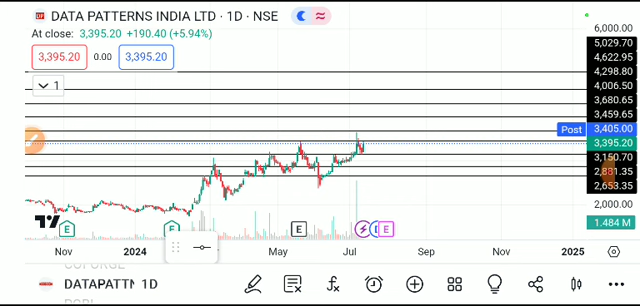 DATA PATTERNS INDIA LTD · 1D · NSE
At close: 3,395.20 +190.40 (+5.94%)
3,395.20 0.00 3,395.20
1
6,000.00
5,029.70
4,622.95
4,298.80
4,006.50
3,680.65
3,459.65
Post 3,405.00
3,395.20
3,150.70
2,881.35
2,653.35
2,000.00
1.484 M
E E E E
Nov 2024 May Jul Sep Nov 2025
DATAPATTN 1D